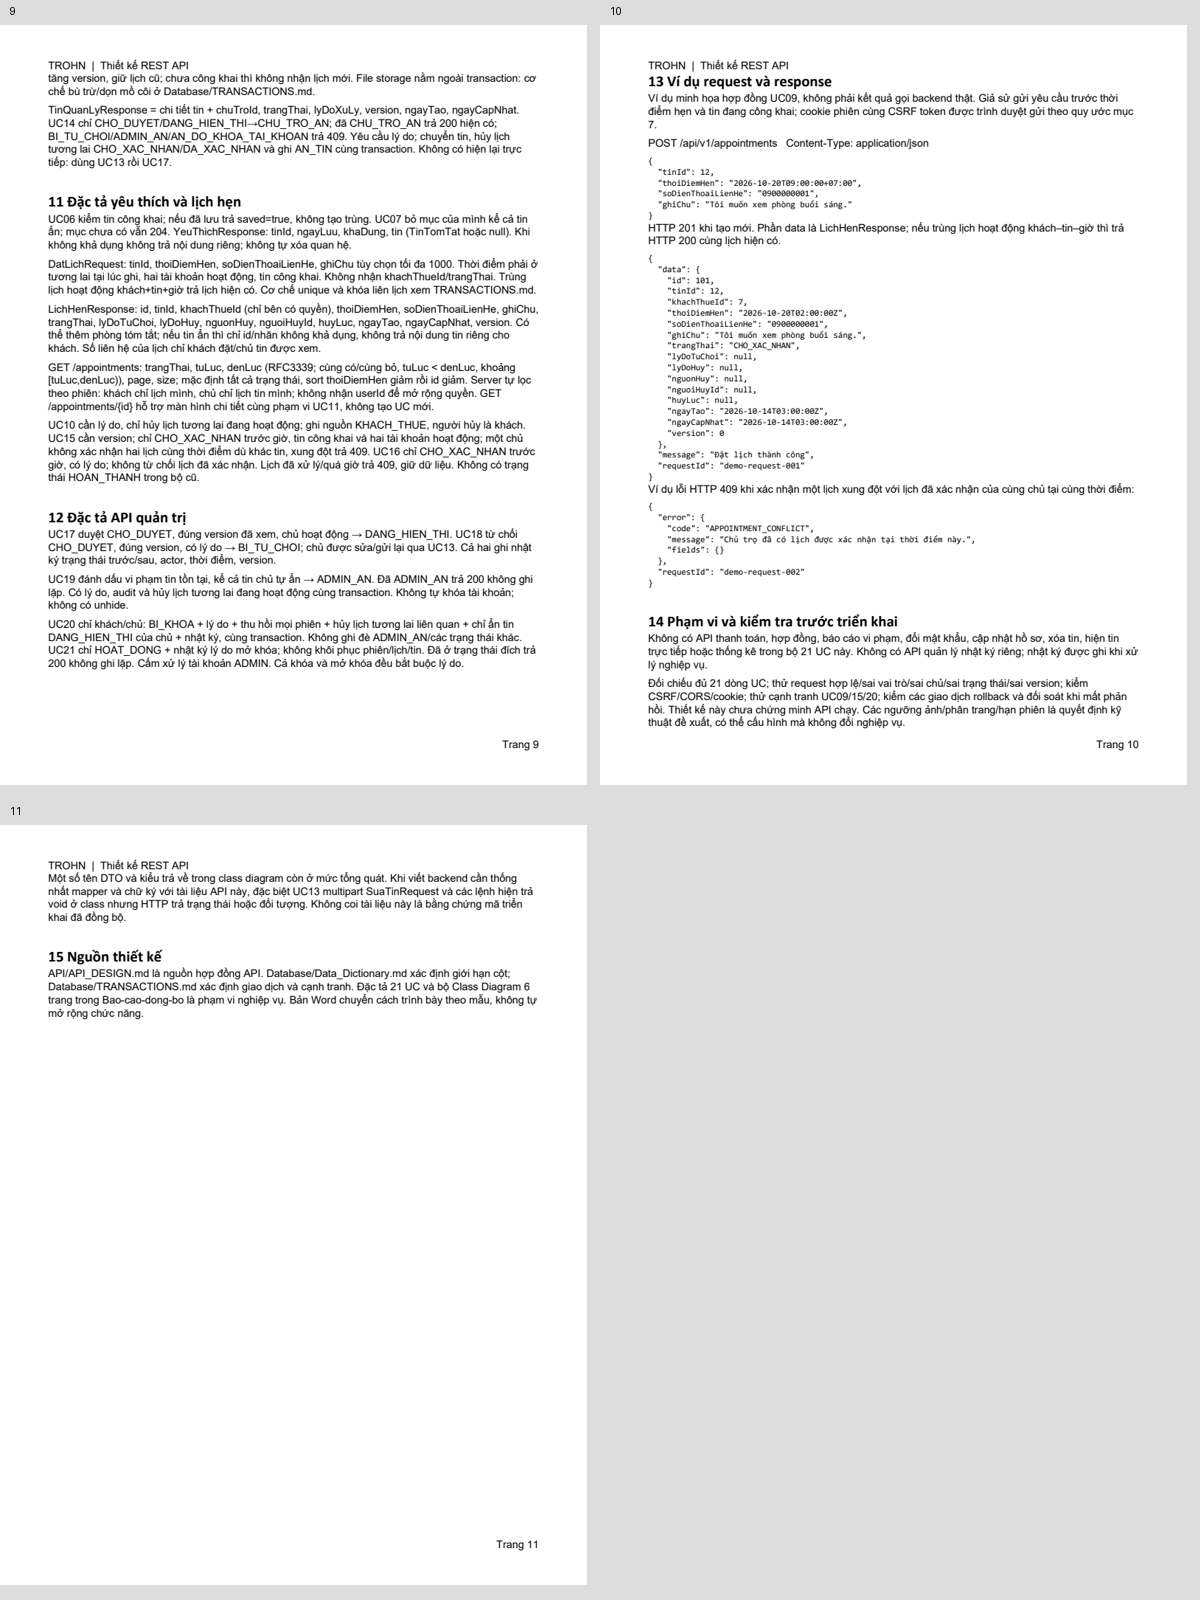 9
TROHN | Thiết kế REST API
tăng version, giữ lịch cũ; chưa công khai thì không nhận lịch mới. File storage nằm ngoài transaction: cơ
chế bù trừ/dọn mồ côi ở Database/TRANSACTIONS.md.
TinQuanLyResponse = chi tiết tin + chuTroId, trangThai, lyDoXuLy, version, ngayTao, ngayCapNhat.
UC14 chỉ CHO_DUYET/DANG_HIEN_THI→CHU_TRO_AN; đã CHU_TRO_AN trả 200 hiện có;
BI_TU_CHOI/ADMIN_AN/AN_DO_KHOA_TAI_KHOAN trả 409. Yêu cầu lý do; chuyển tin, hủy lịch
tương lai CHO_XAC_NHAN/DA_XAC_NHAN và ghi AN_TIN cùng transaction. Không có hiện lại trực
tiếp: dùng UC13 rồi UC17.
11 Đặc tả yêu thích và lịch hẹn
UC06 kiểm tin công khai; nếu đã lưu trả saved=true, không tạo trùng. UC07 bỏ mục của mình kể cả tin
ẩn; mục chưa có vẫn 204. YeuThichResponse: tinId, ngayLuu, khaDung, tin (TinTomTat hoặc null). Khi
không khả dụng không trả nội dung riêng; không tự xóa quan hệ.
DatLichRequest: tinId, thoiDiemHen, soDienThoaiLienHe, ghiChu tùy chọn tối đa 1000. Thời điểm phải ở
tương lai tại lúc ghi, hai tài khoản hoạt động, tin công khai. Không nhận khachThueId/trangThai. Trùng
lịch hoạt động khách+tin+giờ trả lịch hiện có. Cơ chế unique và khóa liên lịch xem TRANSACTIONS.md.
LichHenResponse: id, tinId, khachThueId (chỉ bên có quyền), thoiDiemHen, soDienThoaiLienHe, ghiChu,
trangThai, lyDoTuChoi, lyDoHuy, nguonHuy, nguoiHuyId, huyLuc, ngayTao, ngayCapNhat, version. Có
thể thêm phòng tóm tắt; nếu tin ẩn thì chỉ id/nhãn không khả dụng, không trả nội dung tin riêng cho
khách. Số liên hệ của lịch chỉ khách đặt/chủ tin được xem.
GET /appointments: trangThai, tuLuc, denLuc (RFC3339; cùng có/cùng bỏ, tuLuc < denLuc, khoảng
[tuLuc,denLuc)), page, size; mặc định tất cả trạng thái, sort thoiDiemHen giảm rồi id giảm. Server tự lọc
theo phiên: khách chỉ lịch mình, chủ chỉ lịch tin mình; không nhận userId để mở rộng quyền. GET
/appointments/{id} hỗ trợ màn hình chi tiết cùng phạm vi UC11, không tạo UC mới.
UC10 cần lý do, chỉ hủy lịch tương lai đang hoạt động; ghi nguồn KHACH_THUE, người hủy là khách.
UC15 cần version; chỉ CHO_XAC_NHAN trước giờ, tin công khai và hai tài khoản hoạt động; một chủ
không xác nhận hai lịch cùng thời điểm dù khác tin, xung đột trả 409. UC16 chỉ CHO_XAC_NHAN trước
giờ, có lý do; không từ chối lịch đã xác nhận. Lịch đã xử lý/quá giờ trả 409, giữ dữ liệu. Không có trạng
thái HOAN_THANH trong bộ cũ.
12 Đặc tả API quản trị
UC17 duyệt CHO_DUYET, đúng version đã xem, chủ hoạt động → DANG_HIEN_THI. UC18 từ chối
CHO_DUYET, đúng version, có lý do → BI_TU_CHOI; chủ được sửa/gửi lại qua UC13. Cả hai ghi nhật
ký trạng thái trước/sau, actor, thời điểm, version.
UC19 đánh dấu vi phạm tin tồn tại, kể cả tin chủ tự ẩn → ADMIN_AN. Đã ADMIN_AN trả 200 không ghi
lặp. Có lý do, audit và hủy lịch tương lai đang hoạt động cùng transaction. Không tự khóa tài khoản;
không có unhide.
UC20 chỉ khách/chủ: BI_KHOA + lý do + thu hồi mọi phiên + hủy lịch tương lai liên quan + chỉ ẩn tin
DANG_HIEN_THI của chủ + nhật ký, cùng transaction. Không ghi đè ADMIN_AN/các trạng thái khác.
UC21 chỉ HOAT_DONG + nhật ký lý do mở khóa; không khôi phục phiên/lịch/tin. Đã ở trạng thái đích trả
200 không ghi lặp. Cấm xử lý tài khoản ADMIN. Cả khóa và mở khóa đều bắt buộc lý do.
Trang 9
10
TROHN | Thiết kế REST API
13 Ví dụ request và response
Ví dụ minh họa hợp đồng UC09, không phải kết quả gọi backend thật. Giả sử gửi yêu cầu trước thời
điểm hẹn và tin đang công khai; cookie phiên cùng CSRF token được trình duyệt gửi theo quy ước mục
7.
POST /api/v1/appointments Content-Type: application/json
{
"tinId": 12,
"thoiDiemHen": "2026-10-20T09:00:00+07:00",
"soDienThoaiLienHe": "0900000001",
"ghiChu": "Tôi muốn xem phòng buổi sáng."
}
HTTP 201 khi tạo mới. Phần data là LichHenResponse; nếu trùng lịch hoạt động khách–tin–giờ thì trả
HTTP 200 cùng lịch hiện có.
{
"data": {
"id": 101,
"tinId": 12,
"khachThueId": 7,
"thoiDiemHen": "2026-10-20T02:00:00Z",
"soDienThoaiLienHe": "0900000001",
"ghiChu": "Tôi muốn xem phòng buổi sáng.",
"trangThai": "CHO_XAC_NHAN",
"lyDoTuChoi": null,
"lyDoHuy": null,
"nguonHuy": null,
"nguoiHuyId": null,
"huyLuc": null,
"ngayTao": "2026-10-14T03:00:00Z",
"ngayCapNhat": "2026-10-14T03:00:00Z",
"version": 0
},
"message": "Đặt lịch thành công",
"requestId": "demo-request-001"
}
Ví dụ lỗi HTTP 409 khi xác nhận một lịch xung đột với lịch đã xác nhận của cùng chủ tại cùng thời điểm:
{
"error": {
"code": "APPOINTMENT_CONFLICT",
"message": "Chủ trọ đã có lịch được xác nhận tại thời điểm này.",
"fields": {}
},
"requestId": "demo-request-002"
}
14 Phạm vi và kiểm tra trước triển khai
Không có API thanh toán, hợp đồng, báo cáo vi phạm, đổi mật khẩu, cập nhật hồ sơ, xóa tin, hiện tin
trực tiếp hoặc thống kê trong bộ 21 UC này. Không có API quản lý nhật ký riêng; nhật ký được ghi khi xử
lý nghiệp vụ.
Đối chiếu đủ 21 dòng UC; thử request hợp lệ/sai vai trò/sai chủ/sai trạng thái/sai version; kiểm
CSRF/CORS/cookie; thử cạnh tranh UC09/15/20; kiểm các giao dịch rollback và đối soát khi mất phản
hồi. Thiết kế này chưa chứng minh API chạy. Các ngưỡng ảnh/phân trang/hạn phiên là quyết định kỹ
thuật đề xuất, có thể cấu hình mà không đổi nghiệp vụ.
Trang 10
11
TROHN | Thiết kế REST API
Một số tên DTO và kiểu trả về trong class diagram còn ở mức tổng quát. Khi viết backend cần thống
nhất mapper và chữ ký với tài liệu API này, đặc biệt UC13 multipart SuaTinRequest và các lệnh hiện trả
void ở class nhưng HTTP trả trạng thái hoặc đối tượng. Không coi tài liệu này là bằng chứng mã triển
khai đã đồng bộ.
15 Nguồn thiết kế
API/API_DESIGN.md là nguồn hợp đồng API. Database/Data_Dictionary.md xác định giới hạn cột;
Database/TRANSACTIONS.md xác định giao dịch và cạnh tranh. Đặc tả 21 UC và bộ Class Diagram 6
trang trong Bao-cao-dong-bo là phạm vi nghiệp vụ. Bản Word chuyển cách trình bày theo mẫu, không tự
mở rộng chức năng.
Trang 11